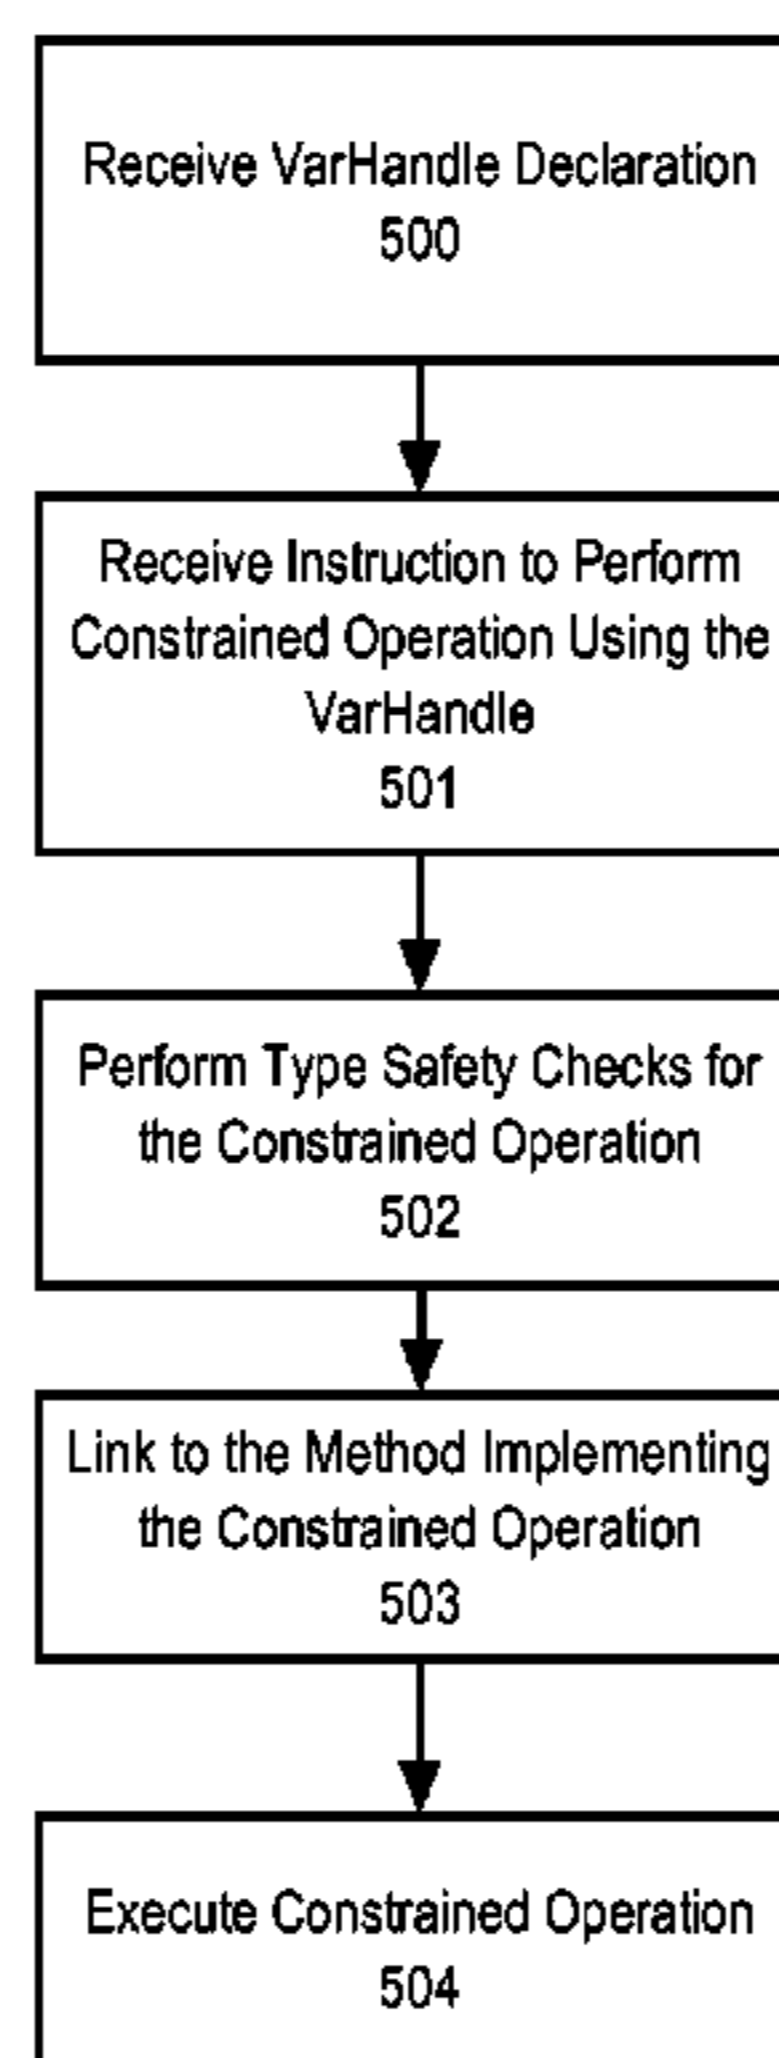 Receive VarHandle Declaration
500
Receive Instruction to Perform
Constrained Operation Using the
VarHandle
501
Perform Type Safety Checks for
the Constrained Operation
502
Link to the Method Implementing
the Constrained Operation
503
Execute Constrained Operation
504